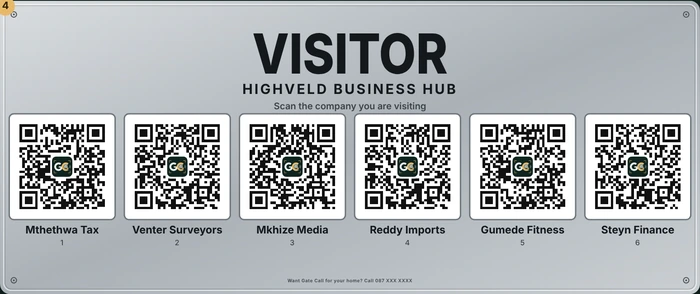 4
VISITOR
HIGHVELD BUSINESS HUB
Scan the company you are visiting
Mthethwa Tax
1
Venter Surveyors
2
Mkhize Media
3
Reddy Imports
4
Gumede Fitness
5
Steyn Finance
6
Want Gate Call for your home? Call 087 XXX XXXX